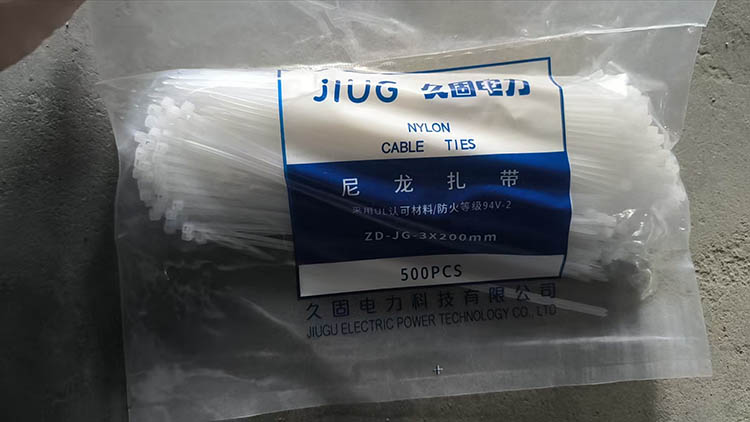 JIUG 久固电力
NYLON
CABLE TIES
尼龙扎带
采用UL认可材料/防火等级94V-2
ZD-JG-3X200mm
500PCS
久固电力科技有限公司
JIUGU ELECTRIC POWER TECHNOLOGY CO., LTD